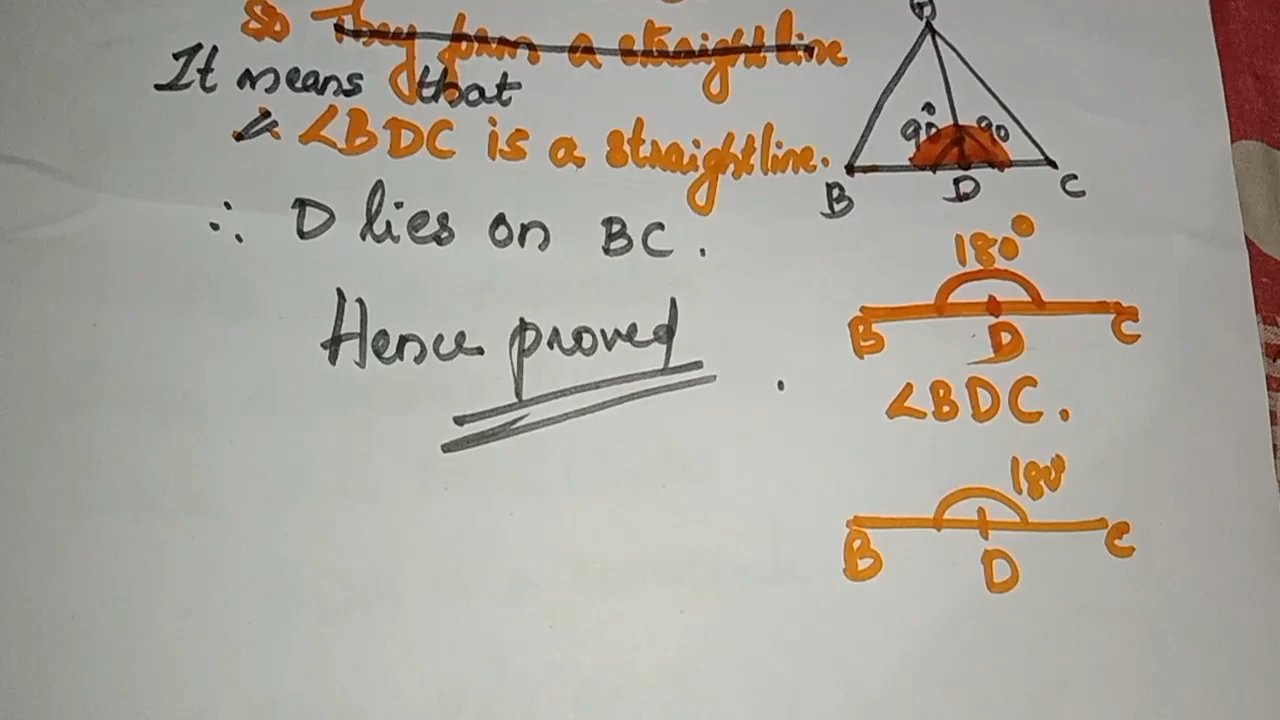 So They form a straight line
It means that
∠BDC is a straight line.
∴ D lies on BC.
Hence proved
90° 90
B D C
180°
B D C
∠BDC.
180°
B D C